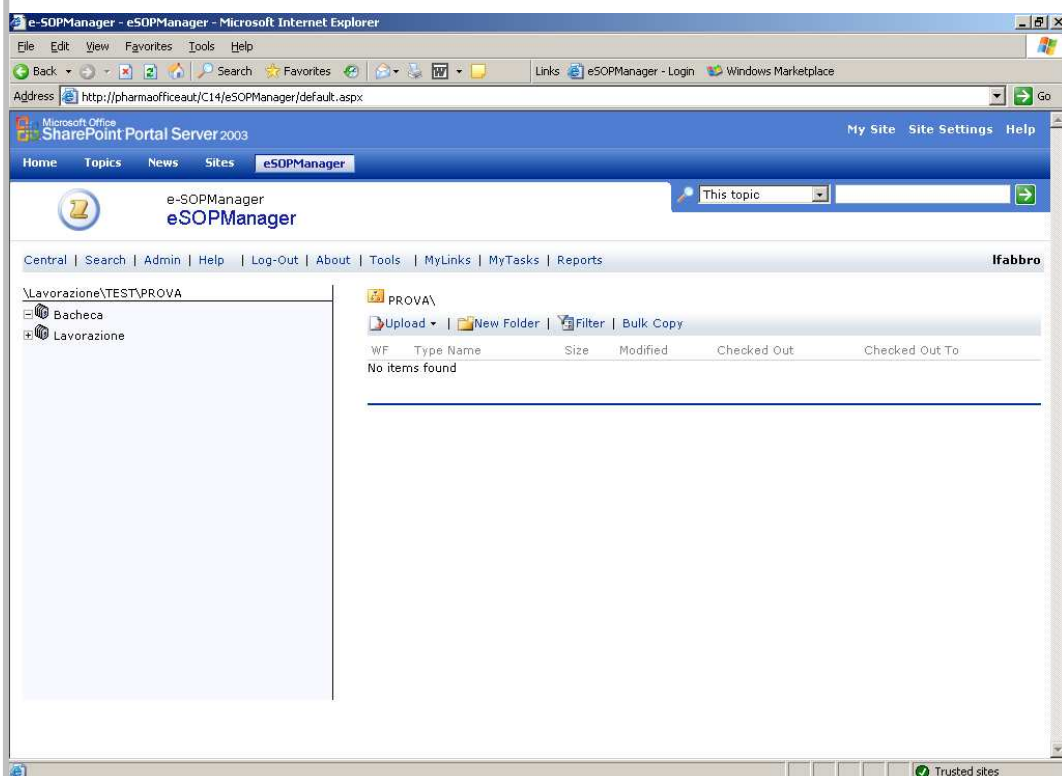 e-SOPManager - eSOPManager - Microsoft Internet Explorer
File Edit View Favorites Tools Help
Back Search Favorites Links eSOPManager - Login Windows Marketplace
Address http://pharmaofficeaut/C14/eSOPManager/default.aspx Go
Microsoft Office
SharePoint Portal Server 2003 My Site Site Settings Help
Home Topics News Sites eSOPManager
e-SOPManager This topic
eSOPManager
Central | Search | Admin | Help | Log-Out | About | Tools | MyLinks | MyTasks | Reports lfabbro
\Lavorazione\TEST\PROVA
Bacheca
Lavorazione
PROVA\
Upload | New Folder | Filter | Bulk Copy
WF Type Name Size Modified Checked Out Checked Out To
No items found
Trusted sites